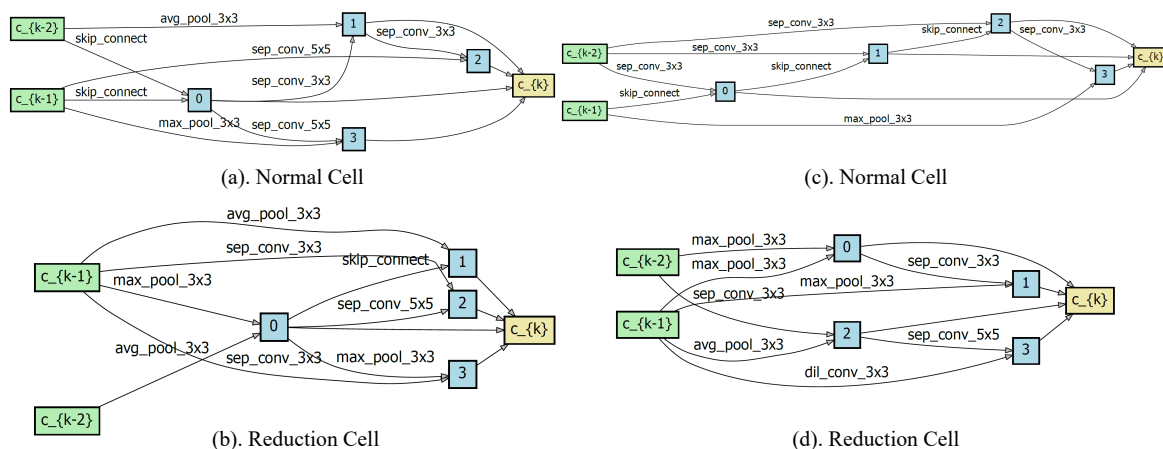 c_{k-2}
avg_pool_3x3
1
skip_connect
sep_conv_3x3
sep_conv_5x5
2
c_{k-1}
skip_connect
0
sep_conv_3x3
c_{k}
max_pool_3x3
sep_conv_5x5
3
(a). Normal Cell
c_{k-2}
sep_conv_3x3
skip_connect
2
sep_conv_3x3
1
c_{k}
sep_conv_3x3
skip_connect
3
skip_connect
0
c_{k-1}
max_pool_3x3
(c). Normal Cell
avg_pool_3x3
c_{k-1}
sep_conv_3x3
skip_connect
1
max_pool_3x3
sep_conv_5x5
2
0
c_{k}
avg_pool_3x3
sep_conv_3x3
max_pool_3x3
3
c_{k-2}
(b). Reduction Cell
c_{k-2}
max_pool_3x3
0
max_pool_3x3
sep_conv_3x3
sep_conv_3x3
max_pool_3x3
1
c_{k}
c_{k-1}
avg_pool_3x3
2
sep_conv_5x5
3
dil_conv_3x3
(d). Reduction Cell